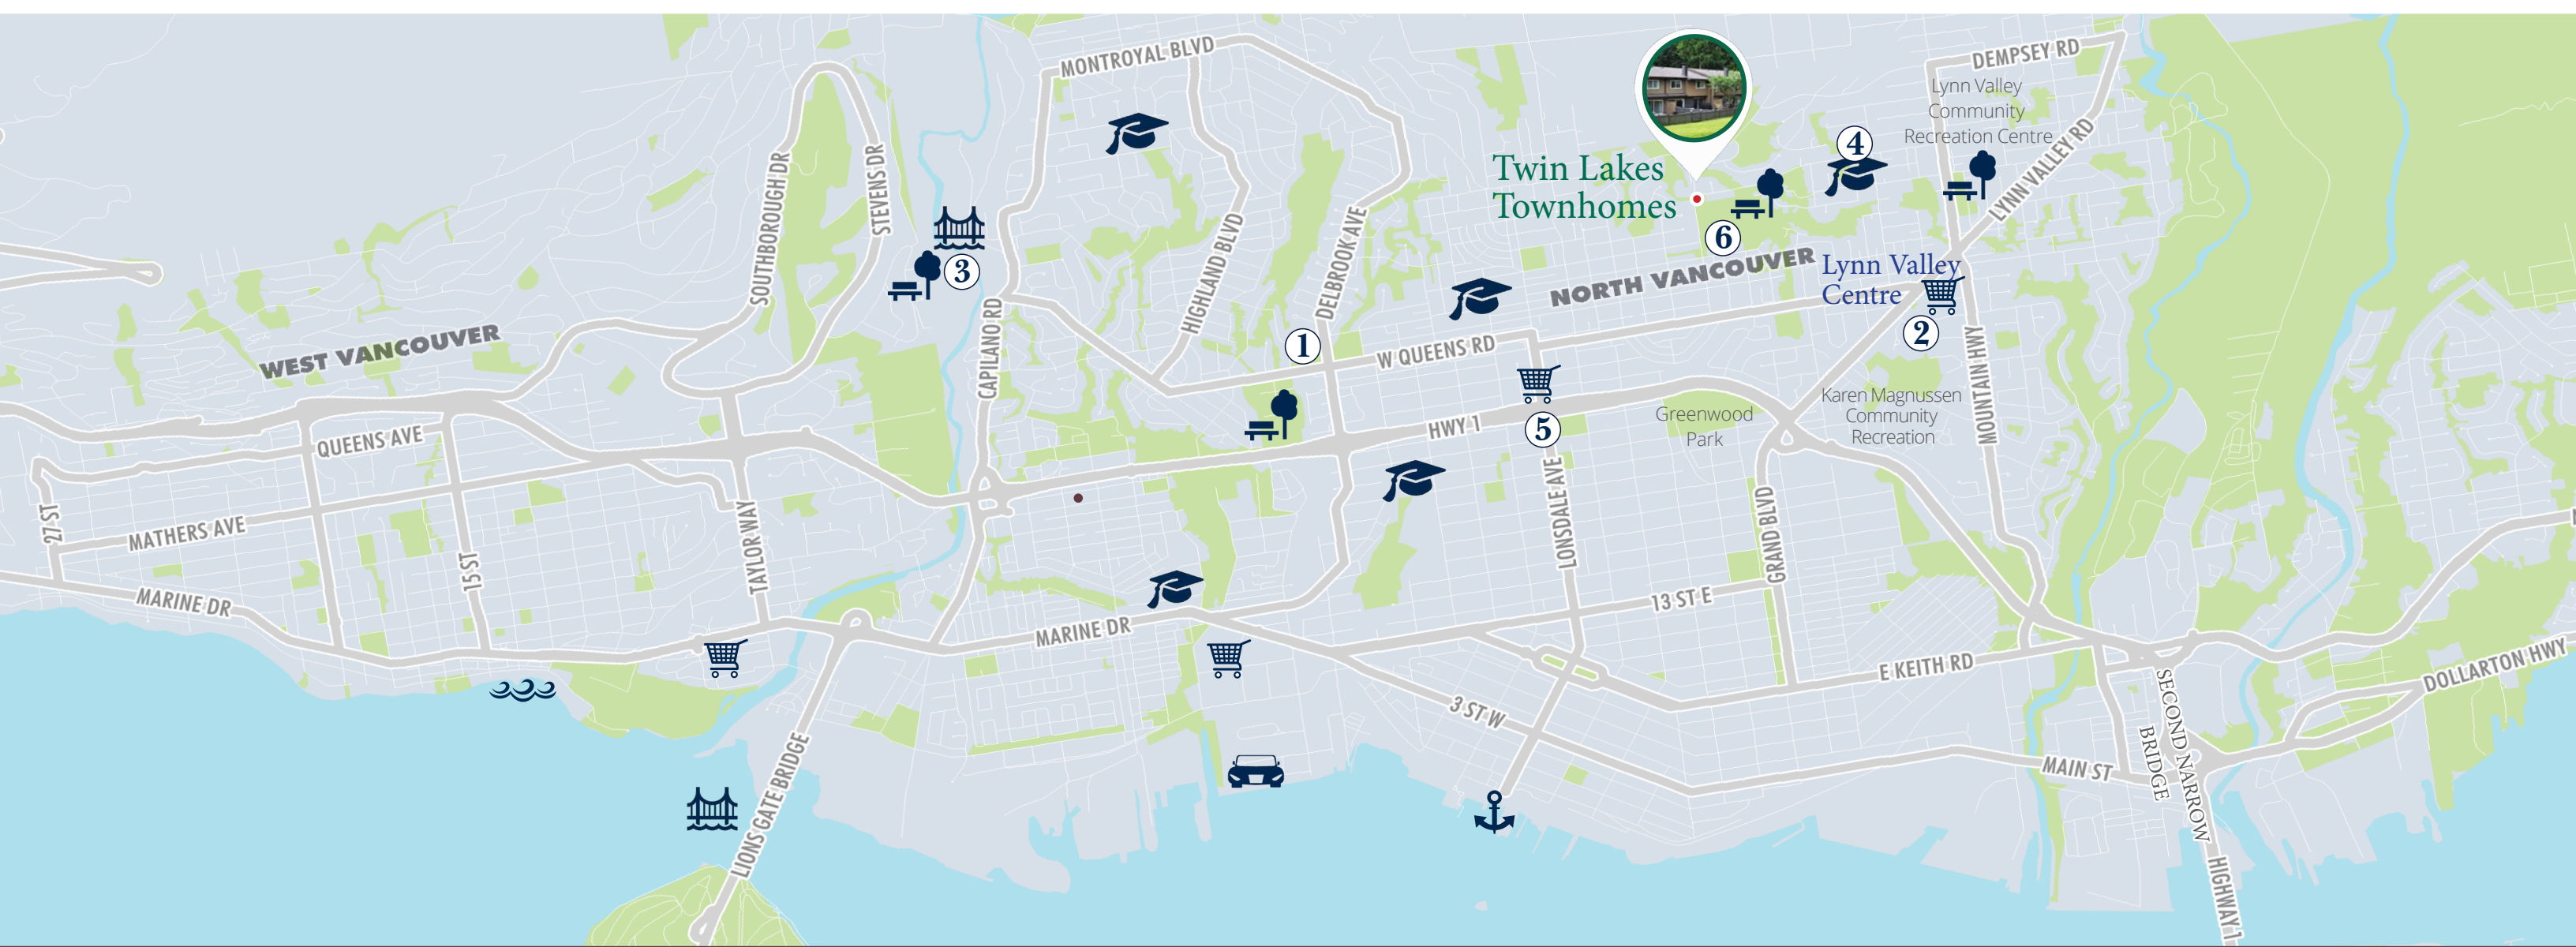 MONTROYAL BLVD
DEMPSEY RD
Lynn Valley
Community
Recreation Centre
LYNN VALLEY RD
4
Twin Lakes
Townhomes
SOUTHBOROUGH DR
STEVENS DR
3
HIGHLAND BLVD
DELBROOK AVE
6
NORTH VANCOUVER
Lynn Valley
Centre
2
WEST VANCOUVER
CAPILANO RD
1
W QUEENS RD
MOUNTAIN HWY
QUEENS AVE
HWY 1
5
Greenwood
Park
Karen Magnussen
Community
Recreation
27 ST
MATHERS AVE
15 ST
TAYLOR WAY
LONSDALE AVE
GRAND BLVD
MARINE DR
MARINE DR
13 ST E
E KEITH RD
3 ST W
LIONS GATE BRIDGE
MAIN ST
SECOND NARROW
BRIDGE
DOLLARTON HWY
HIGHWAY 1